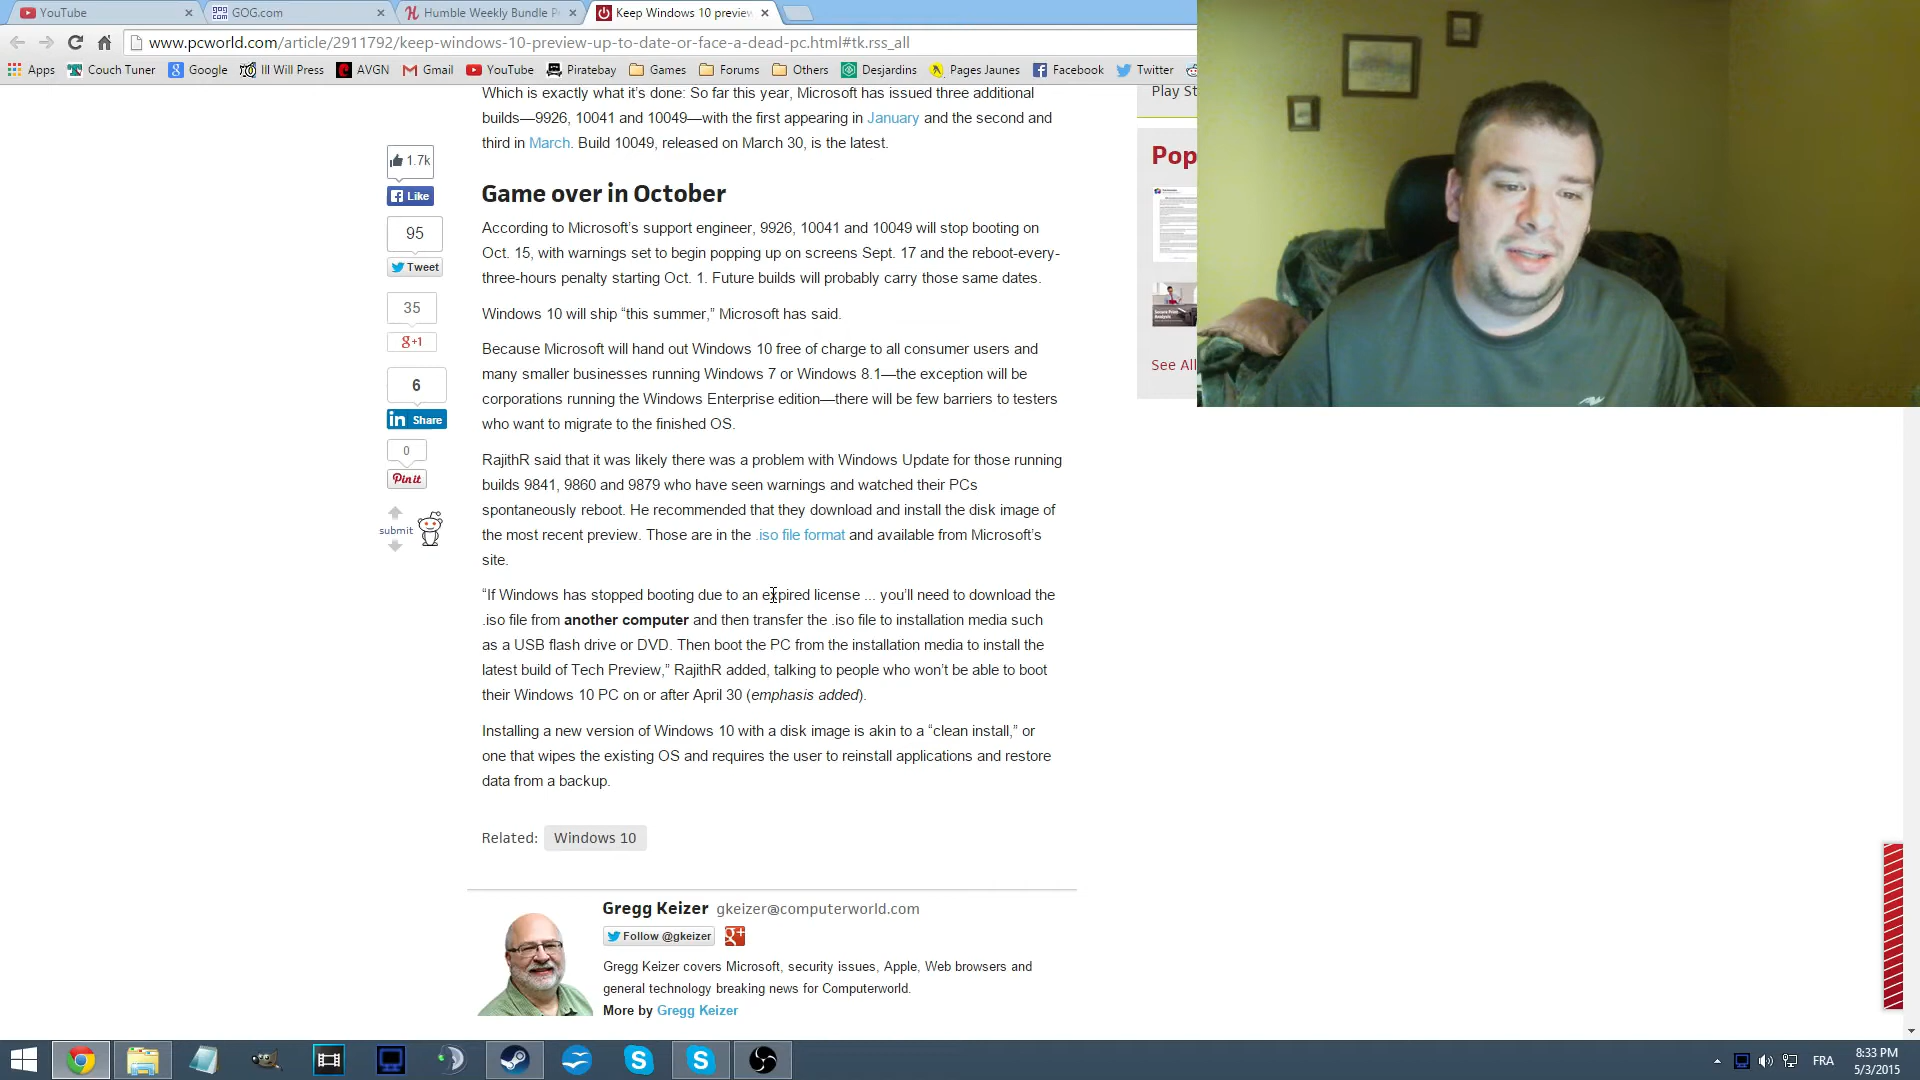 YouTube
GOG.com
Humble Weekly Bundle P
Keep Windows 10 preview
www.pcworld.com/article/2911792/keep-windows-10-preview-up-to-date-or-face-a-dead-pc.html#tk.rss_all
Apps
Couch Tuner
Google
Ill Will Press
AVGN
Gmail
YouTube
Piratebay
Games
Forums
Others
Desjardins
Pages Jaunes
Facebook
Twitter
Which is exactly what it's done: So far this year, Microsoft has issued three additional
builds—9926, 10041 and 10049—with the first appearing in January and the second and
third in March. Build 10049, released on March 30, is the latest.
Game over in October
According to Microsoft's support engineer, 9926, 10041 and 10049 will stop booting on
Oct. 15, with warnings set to begin popping up on screens Sept. 17 and the reboot-every-
three-hours penalty starting Oct. 1. Future builds will probably carry those same dates.
Windows 10 will ship “this summer,” Microsoft has said.
Because Microsoft will hand out Windows 10 free of charge to all consumer users and
many smaller businesses running Windows 7 or Windows 8.1—the exception will be
corporations running the Windows Enterprise edition—there will be few barriers to testers
who want to migrate to the finished OS.
RajithR said that it was likely there was a problem with Windows Update for those running
builds 9841, 9860 and 9879 who have seen warnings and watched their PCs
spontaneously reboot. He recommended that they download and install the disk image of
the most recent preview. Those are in the .iso file format and available from Microsoft's
site.
“If Windows has stopped booting due to an expired license ... you'll need to download the
.iso file from another computer and then transfer the .iso file to installation media such
as a USB flash drive or DVD. Then boot the PC from the installation media to install the
latest build of Tech Preview,” RajithR added, talking to people who won't be able to boot
their Windows 10 PC on or after April 30 (emphasis added).
Installing a new version of Windows 10 with a disk image is akin to a “clean install,” or
one that wipes the existing OS and requires the user to reinstall applications and restore
data from a backup.
Related: Windows 10
Gregg Keizer gkeizer@computerworld.com
Follow @gkeizer
Gregg Keizer covers Microsoft, security issues, Apple, Web browsers and
general technology breaking news for Computerworld.
More by Gregg Keizer
1.7k
Like
95
Tweet
35
g+1
6
in Share
0
Pinit
submit
Play St
Pop
See All
FRA
8:33 PM
5/3/2015